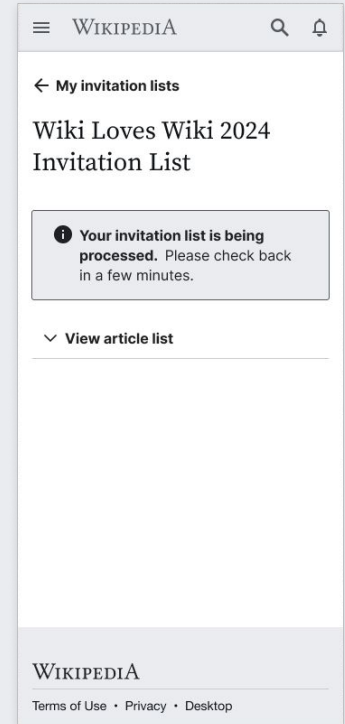 WIKIPEDIA
My invitation lists
Wiki Loves Wiki 2024
Invitation List
Your invitation list is being
processed. Please check back
in a few minutes.
View article list
WIKIPEDIA
Terms of Use • Privacy • Desktop